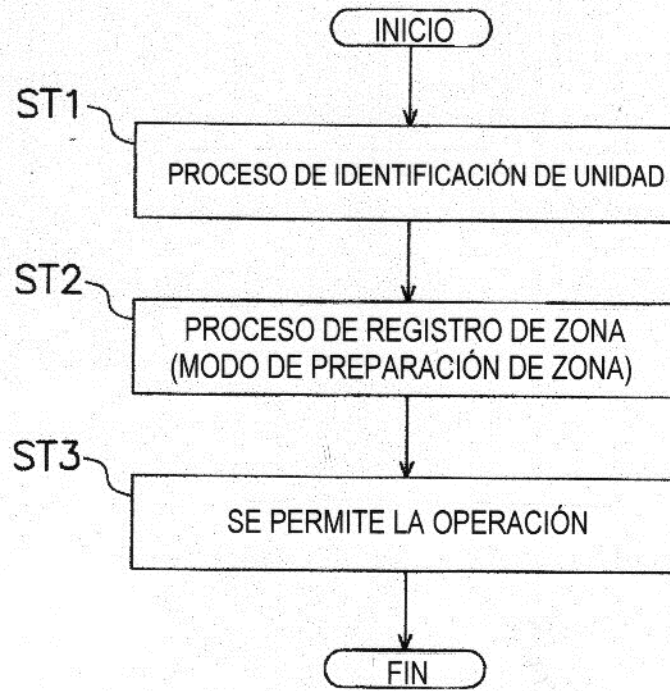 INICIO
ST1
PROCESO DE IDENTIFICACIÓN DE UNIDAD
ST2
PROCESO DE REGISTRO DE ZONA
(MODO DE PREPARACIÓN DE ZONA)
ST3
SE PERMITE LA OPERACIÓN
FIN